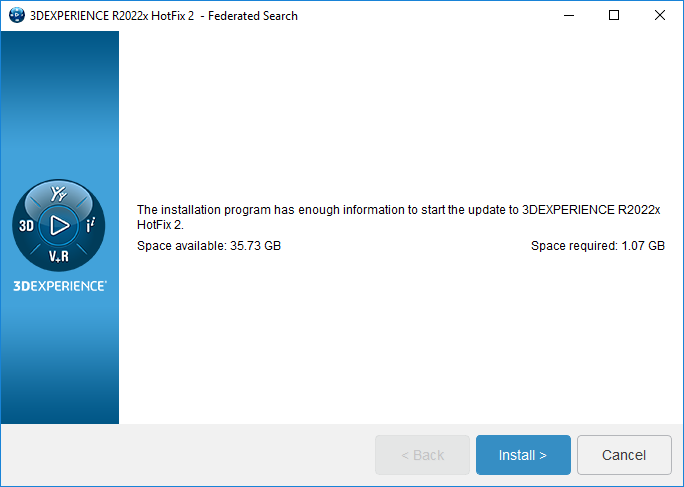 3DEXPERIENCE R2022x HotFix 2 - Federated Search
3D
V+R
i
3DEXPERIENCE
The installation program has enough information to start the update to 3DEXPERIENCE R2022x
HotFix 2.
Space available: 35.73 GB
Space required: 1.07 GB
< Back
Install >
Cancel